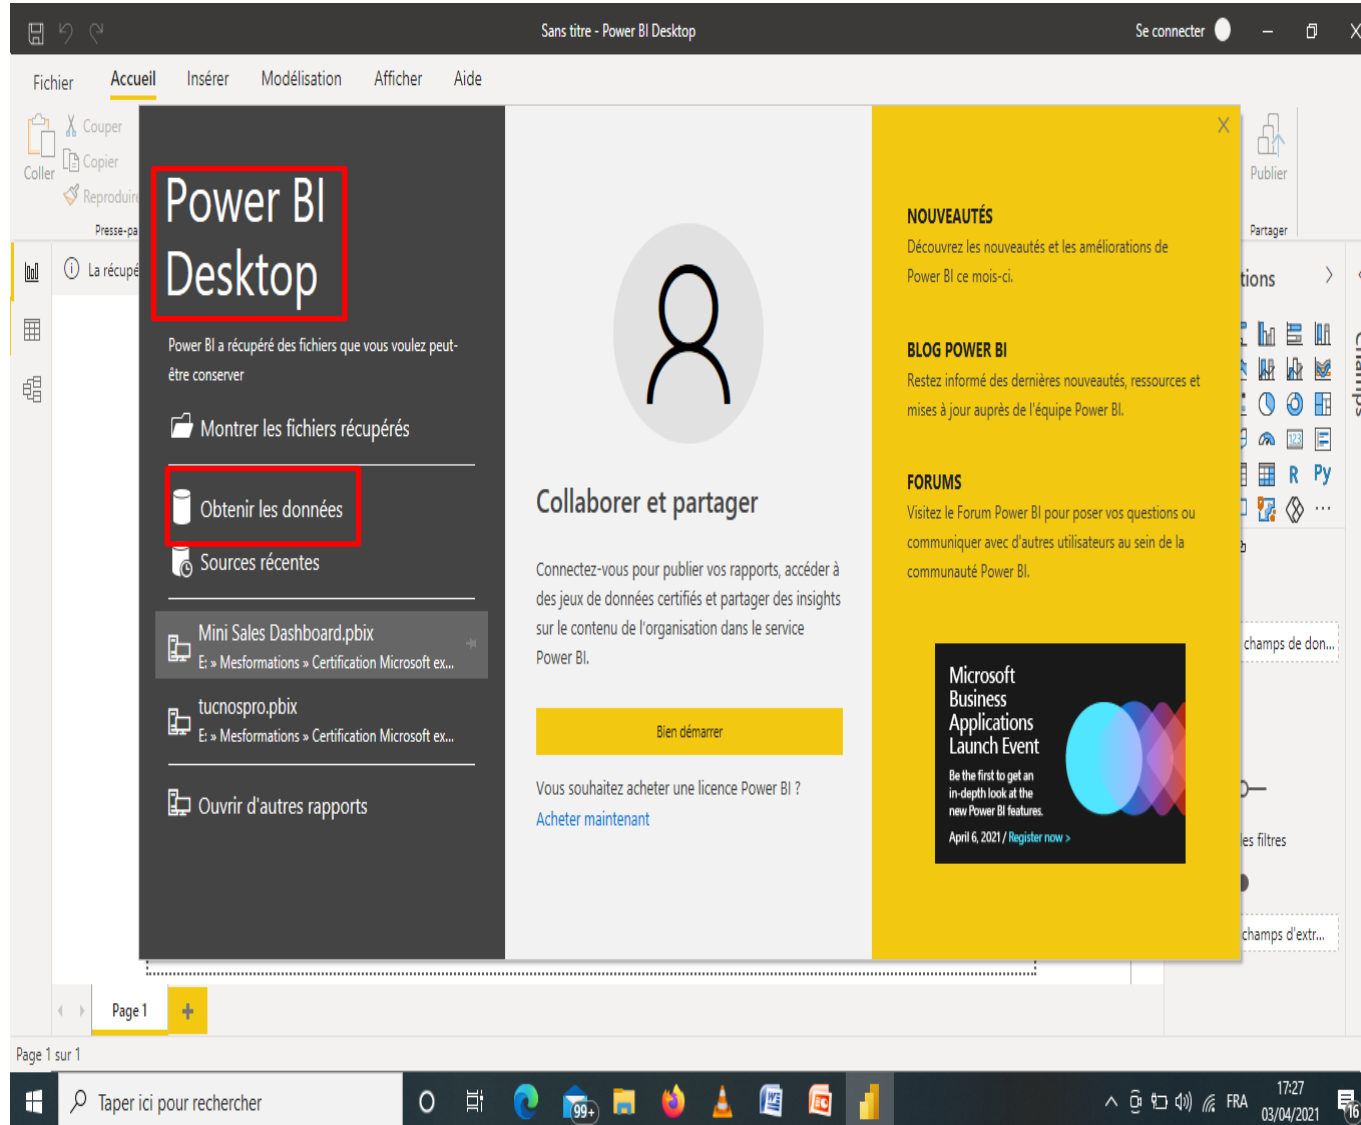 Sans titre - Power BI Desktop
Se connecter
Fichier Accueil Insérer Modélisation Afficher Aide
Coller
Couper
Copier
Reproduire
Presse-pa
Publier
Partager
La récupé
Power BI
Desktop
Power BI a récupéré des fichiers que vous voulez peut-
être conserver
Montrer les fichiers récupérés
Obtenir les données
Sources récentes
Mini Sales Dashboard.pbix
E: » Mesformations » Certification Microsoft ex...
tucnospro.pbix
E: » Mesformations » Certification Microsoft ex...
Ouvrir d'autres rapports
Collaborer et partager
Connectez-vous pour publier vos rapports, accéder à
des jeux de données certifiés et partager des insights
sur le contenu de l'organisation dans le service
Power BI.
Bien démarrer
Vous souhaitez acheter une licence Power BI ?
Acheter maintenant
X
NOUVEAUTÉS
Découvrez les nouveautés et les améliorations de
Power BI ce mois-ci.
BLOG POWER BI
Restez informé des dernières nouveautés, ressources et
mises à jour auprès de l'équipe Power BI.
FORUMS
Visitez le Forum Power BI pour poser vos questions ou
communiquer avec d'autres utilisateurs au sein de la
communauté Power BI.
Microsoft
Business
Applications
Launch Event
Be the first to get an
in-depth look at the
new Power BI features.
April 6, 2021 / Register now >
tions
Champs
123
R Py
champs de don...
les filtres
champs d'extr...
Page 1 +
Page 1 sur 1
Taper ici pour rechercher
99+
FRA
17:27
03/04/2021
16